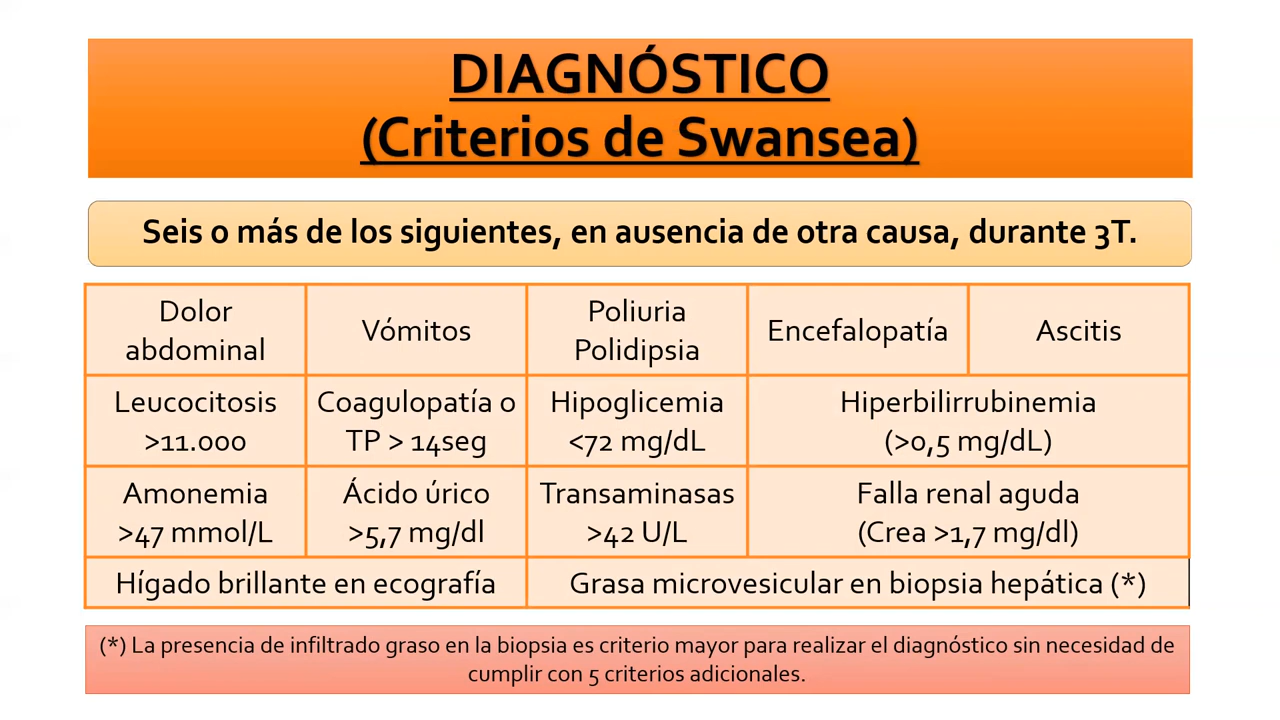 DIAGNÓSTICO
(Criterios de Swansea)
Seis o más de los siguientes, en ausencia de otra causa, durante 3T.
Dolor
abdominal
Vómitos
Poliuria
Polidipsia
Encefalopatía
Ascitis
Leucocitosis
>11.000
Coagulopatía o
TP > 14seg
Hipoglicemia
<72 mg/dL
Hiperbilirrubinemia
(>0,5 mg/dL)
Amonemia
>47 mmol/L
Ácido úrico
>5,7 mg/dl
Transaminasas
>42 U/L
Falla renal aguda
(Crea >1,7 mg/dl)
Hígado brillante en ecografía
Grasa microvesicular en biopsia hepática (*)
(*) La presencia de infiltrado graso en la biopsia es criterio mayor para realizar el diagnóstico sin necesidad de
cumplir con 5 criterios adicionales.